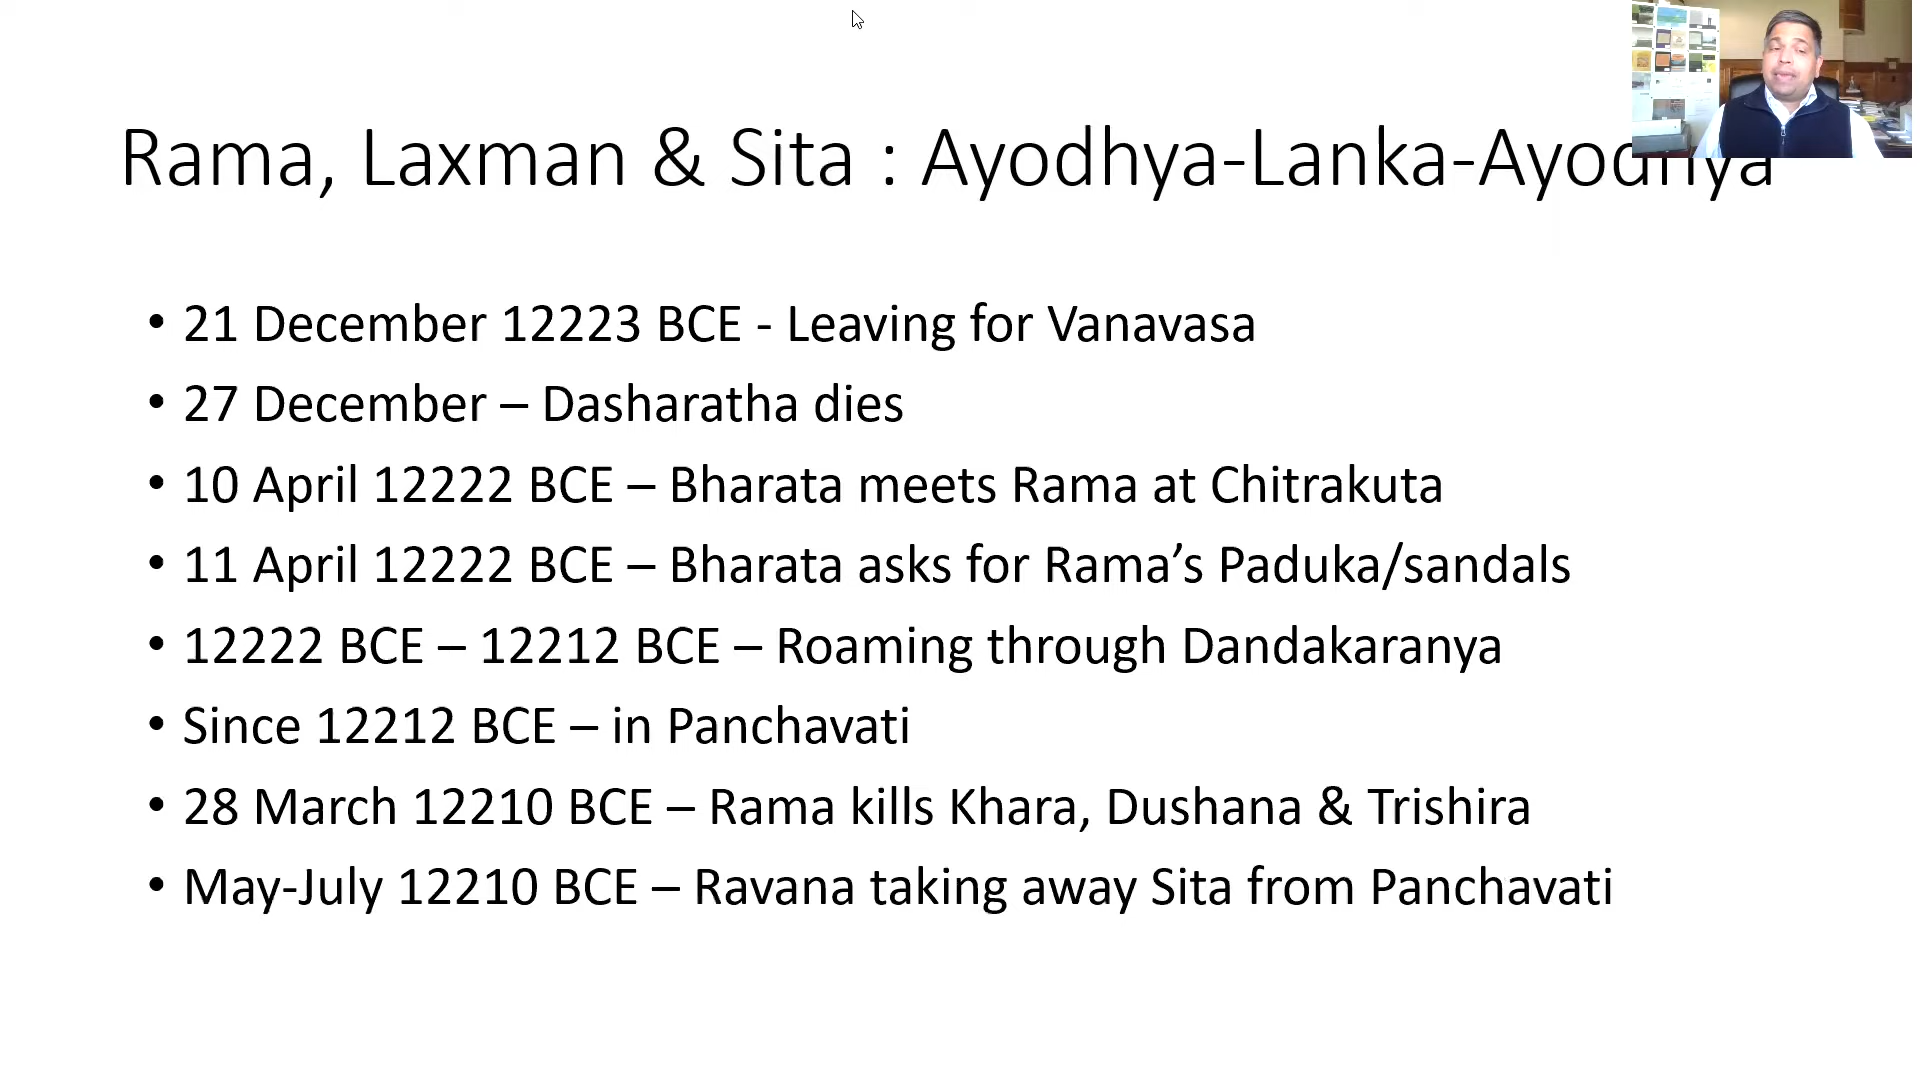 Rama, Laxman & Sita : Ayodhya-Lanka-Ayodhya
• 21 December 12223 BCE - Leaving for Vanavasa
• 27 December – Dasharatha dies
• 10 April 12222 BCE – Bharata meets Rama at Chitrakuta
• 11 April 12222 BCE – Bharata asks for Rama’s Paduka/sandals
• 12222 BCE – 12212 BCE – Roaming through Dandakaranya
• Since 12212 BCE – in Panchavati
• 28 March 12210 BCE – Rama kills Khara, Dushana & Trishira
• May-July 12210 BCE – Ravana taking away Sita from Panchavati